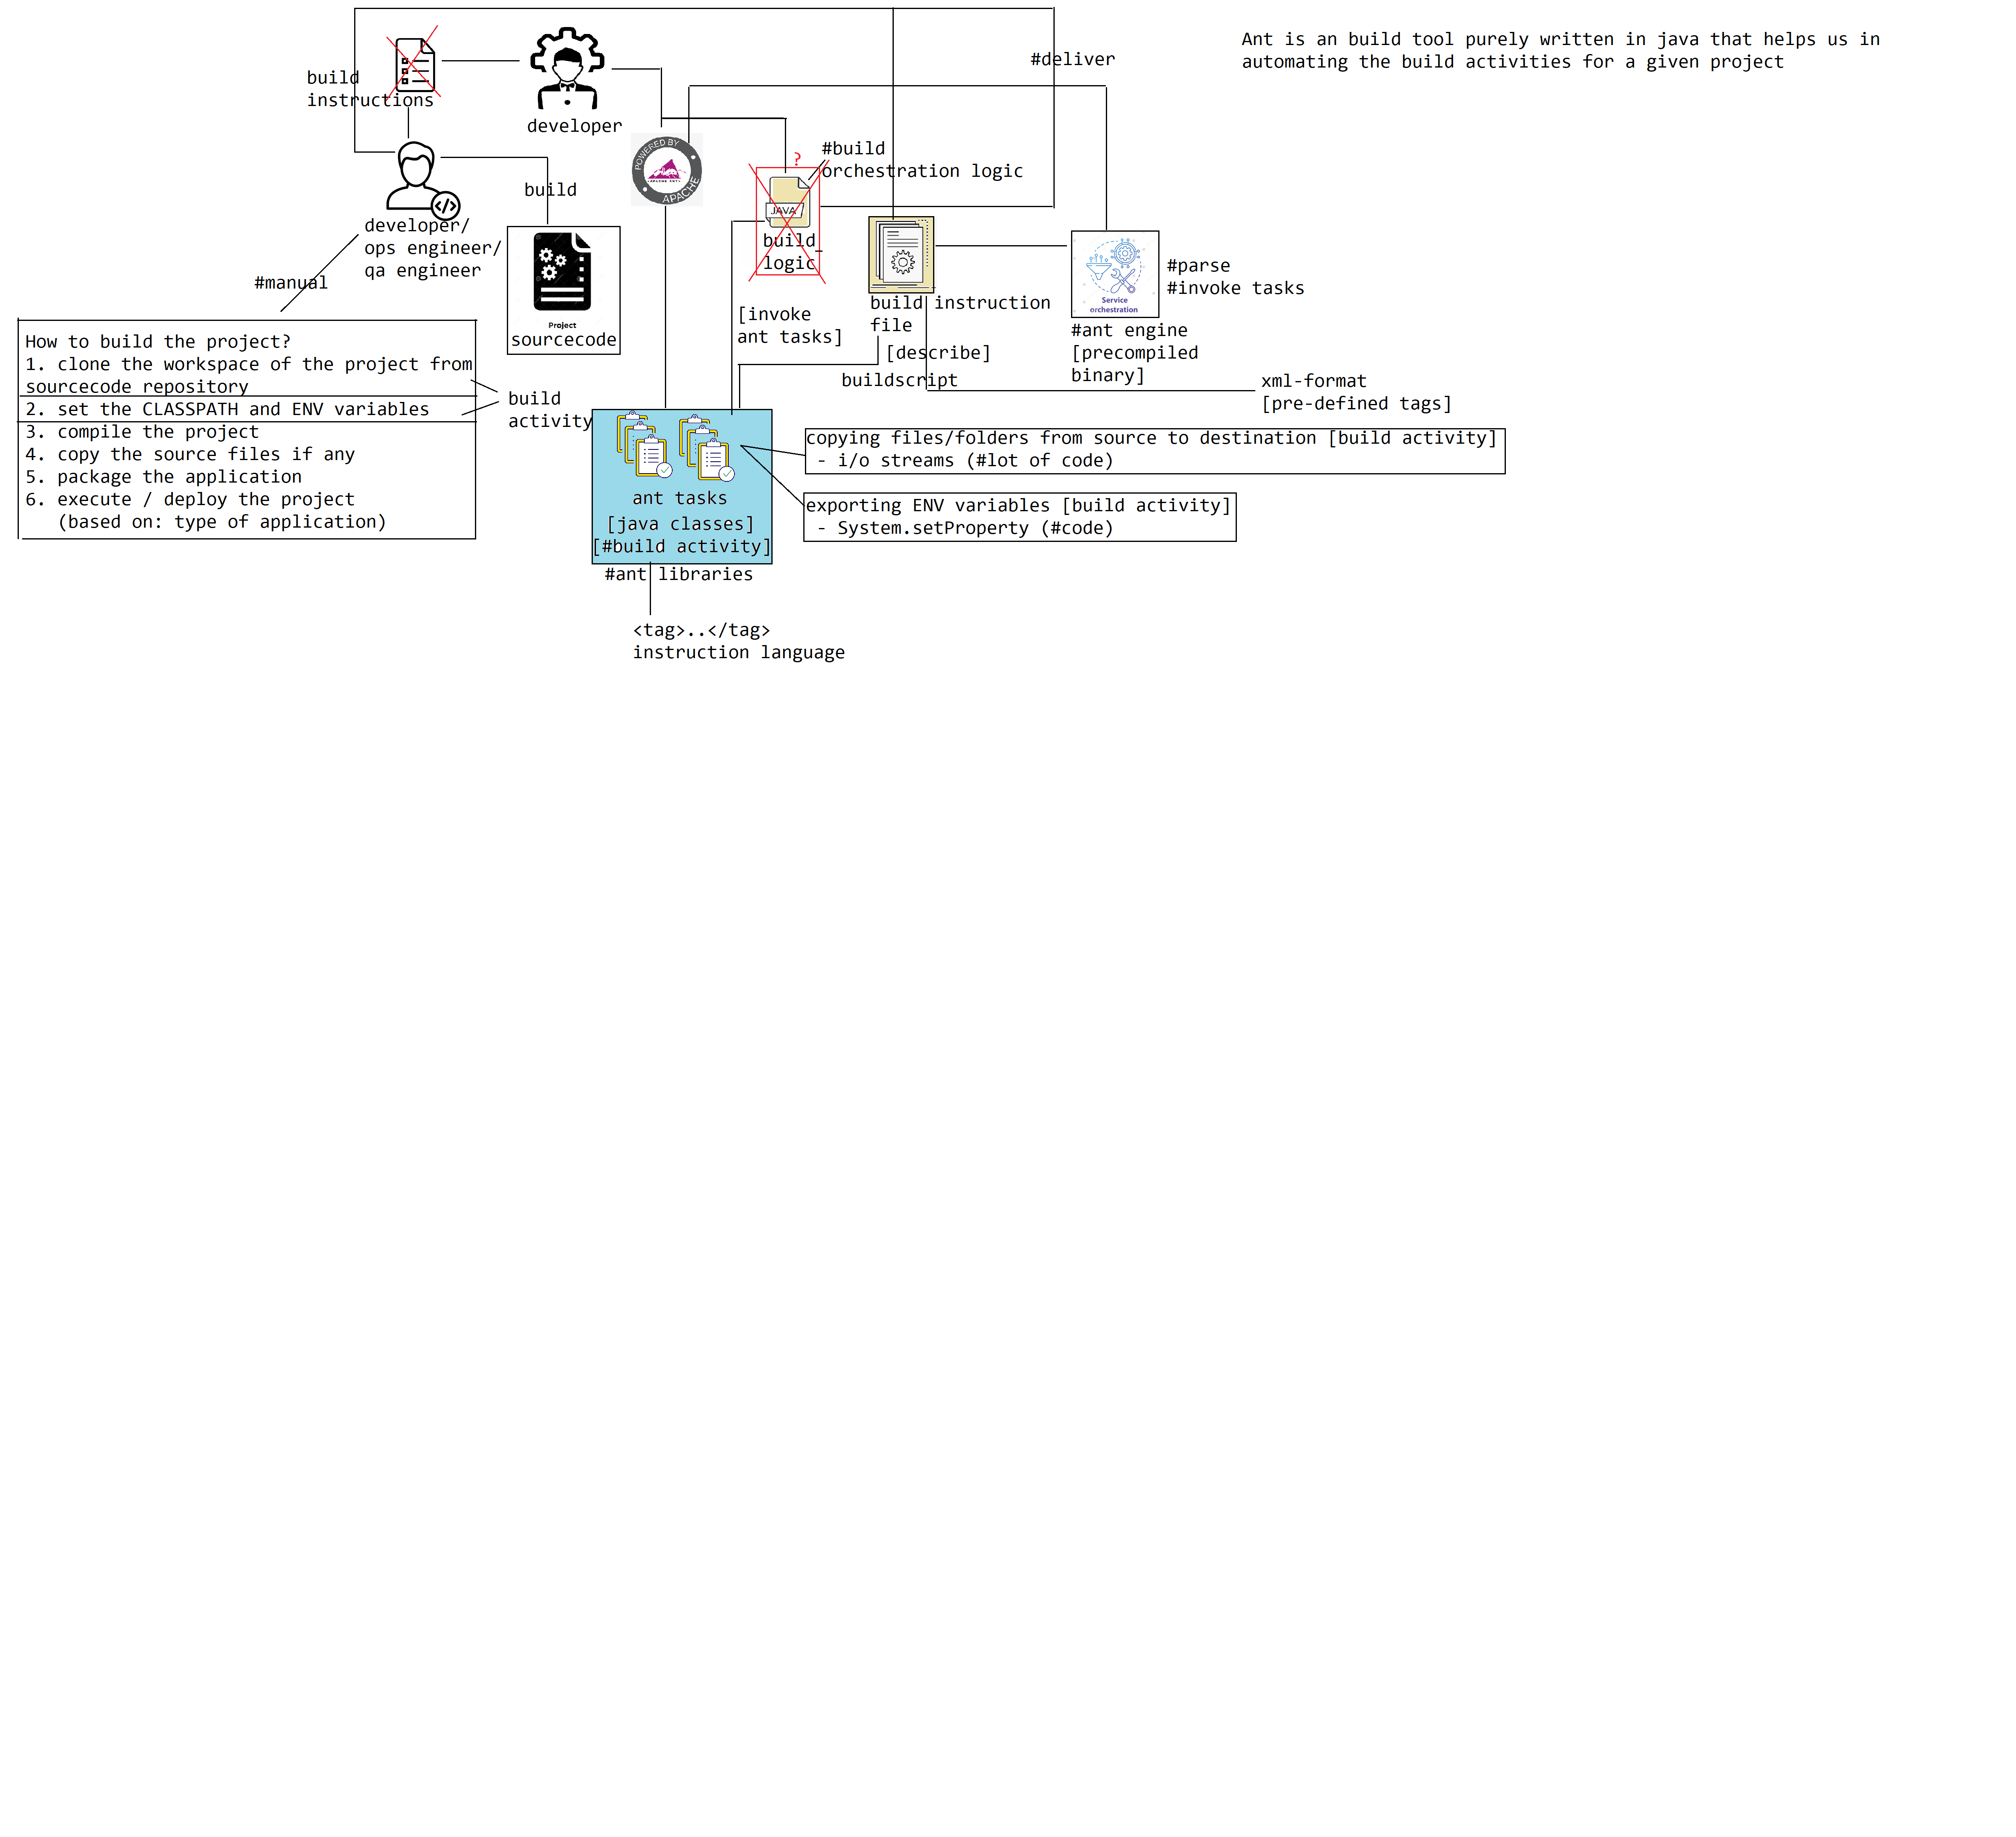 Ant is an build tool purely written in java that helps us in
automating the build activities for a given project
#deliver
build
instructions
developer
POWERED BY
APACHE ANT
APACHE
?
#build
orchestration logic
JAVA
build_
logic
build
developer/
ops engineer/
qa engineer
#manual
Project
sourcecode
[invoke
ant tasks]
build instruction
file
[describe]
buildscript
Service
orchestration
#parse
#invoke tasks
#ant engine
[precompiled
binary]
xml-format
[pre-defined tags]
How to build the project?
1. clone the workspace of the project from
sourcecode repository
2. set the CLASSPATH and ENV variables
3. compile the project
4. copy the source files if any
5. package the application
6. execute / deploy the project
(based on: type of application)
build
activity
ant tasks
[java classes]
[#build activity]
#ant libraries
<tag>..</tag>
instruction language
copying files/folders from source to destination [build activity]
- i/o streams (#lot of code)
exporting ENV variables [build activity]
- System.setProperty (#code)